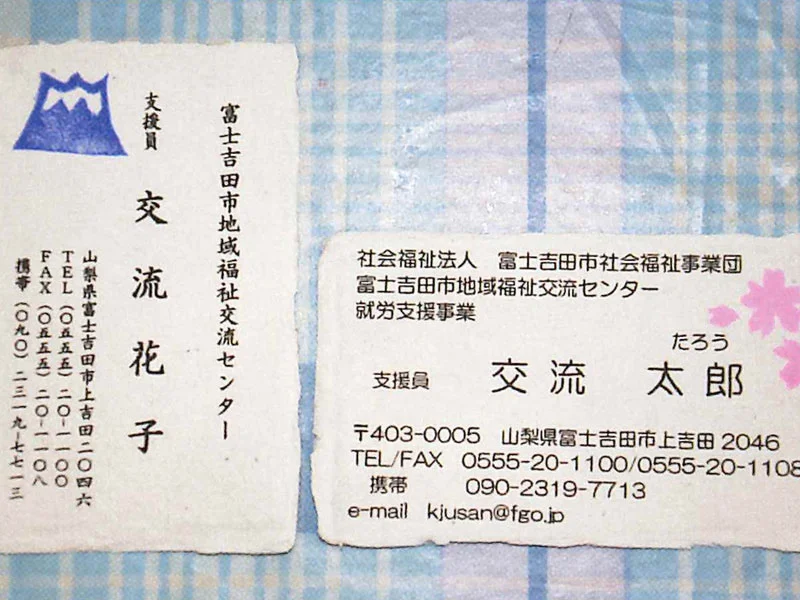 富士吉田市地域福祉交流センター
支援員 交流花子
山梨県富士吉田市上吉田二〇四六
TEL(〇五五五)二〇-一一〇〇
FAX(〇五五五)二〇-一一〇八
携帯(〇九〇)二三一九-七七一三
社会福祉法人 富士吉田市社会福祉事業団
富士吉田市地域福祉交流センター
就労支援事業
たろう
支援員 交流 太郎
〒403-0005 山梨県富士吉田市上吉田2046
TEL/FAX 0555-20-1100/0555-20-1108
携帯 090-2319-7713
e-mail kjusan@fgo.jp